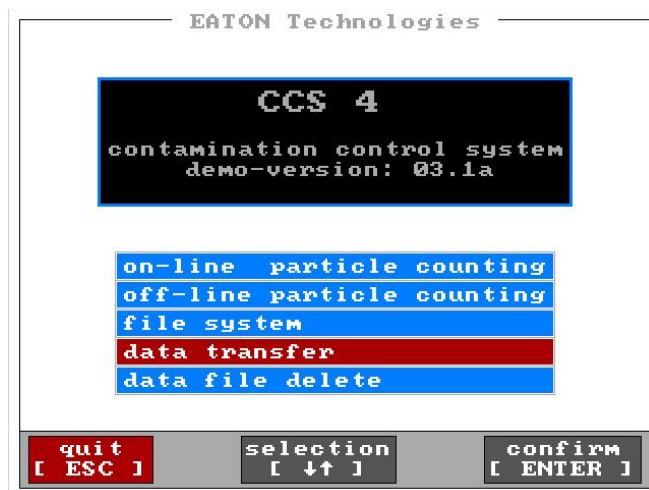 EATON Technologies
CCS 4
contamination control system
demo-version: 03.1a
on-line particle counting
off-line particle counting
file system
data transfer
data file delete
quit selection confirm
[ ESC ] [ ↓↑ ] [ ENTER ]